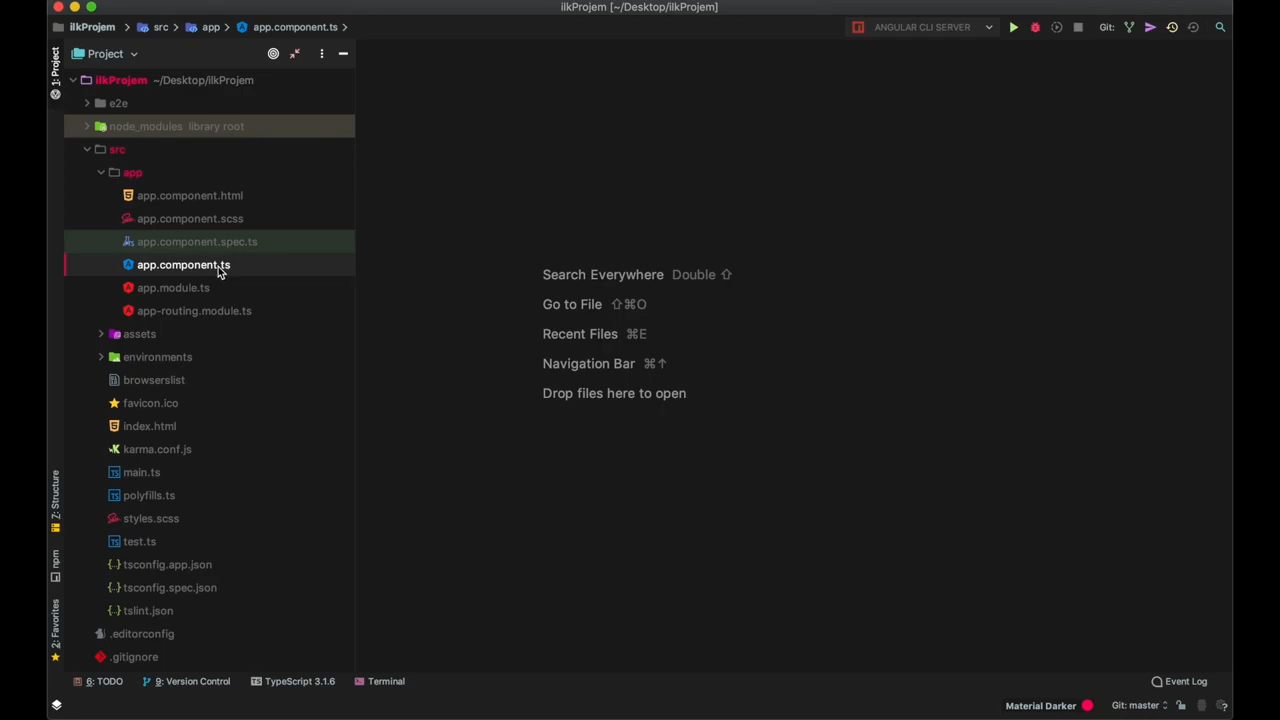 ilkProjem [~/Desktop/ilkProjem]
ilkProjem
src
app
app.component.ts
ANGULAR CLI SERVER
Git:
1: Project
Project
ilkProjem ~/Desktop/ilkProjem
e2e
node_modules library root
src
app
app.component.html
app.component.scss
app.component.spec.ts
app.component.ts
app.module.ts
app-routing.module.ts
assets
environments
browserslist
favicon.ico
index.html
karma.conf.js
main.ts
polyfills.ts
styles.scss
test.ts
tsconfig.app.json
tsconfig.spec.json
tslint.json
.editorconfig
.gitignore
Search Everywhere Double ⇧
Go to File ⇧⌘O
Recent Files ⌘E
Navigation Bar ⌘↑
Drop files here to open
Z: Structure
npm
2: Favorites
6: TODO
9: Version Control
TypeScript 3.1.6
Terminal
Event Log
Material Darker
Git: master